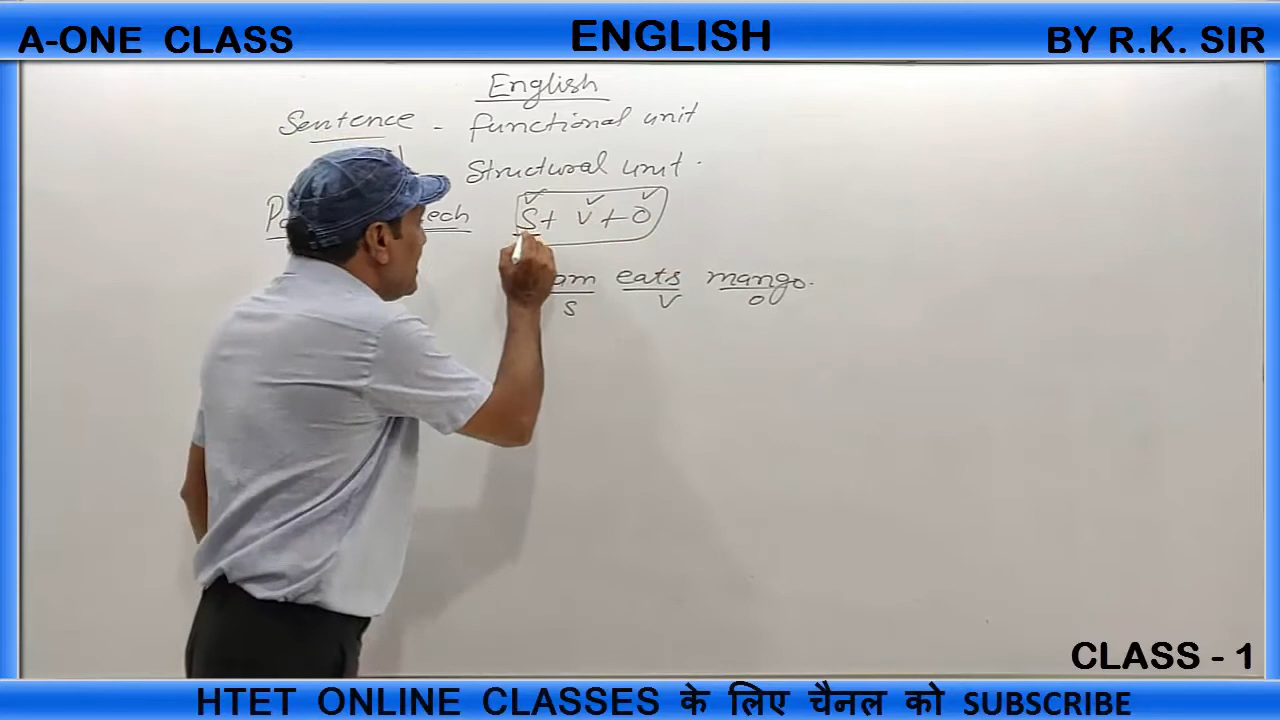 A-ONE CLASS
ENGLISH
BY R.K. SIR
English
Sentence - functional unit
Structural unit.
S + V + O
eats mango.
S V O
CLASS - 1
HTET ONLINE CLASSES के लिए चैनल को SUBSCRIBE